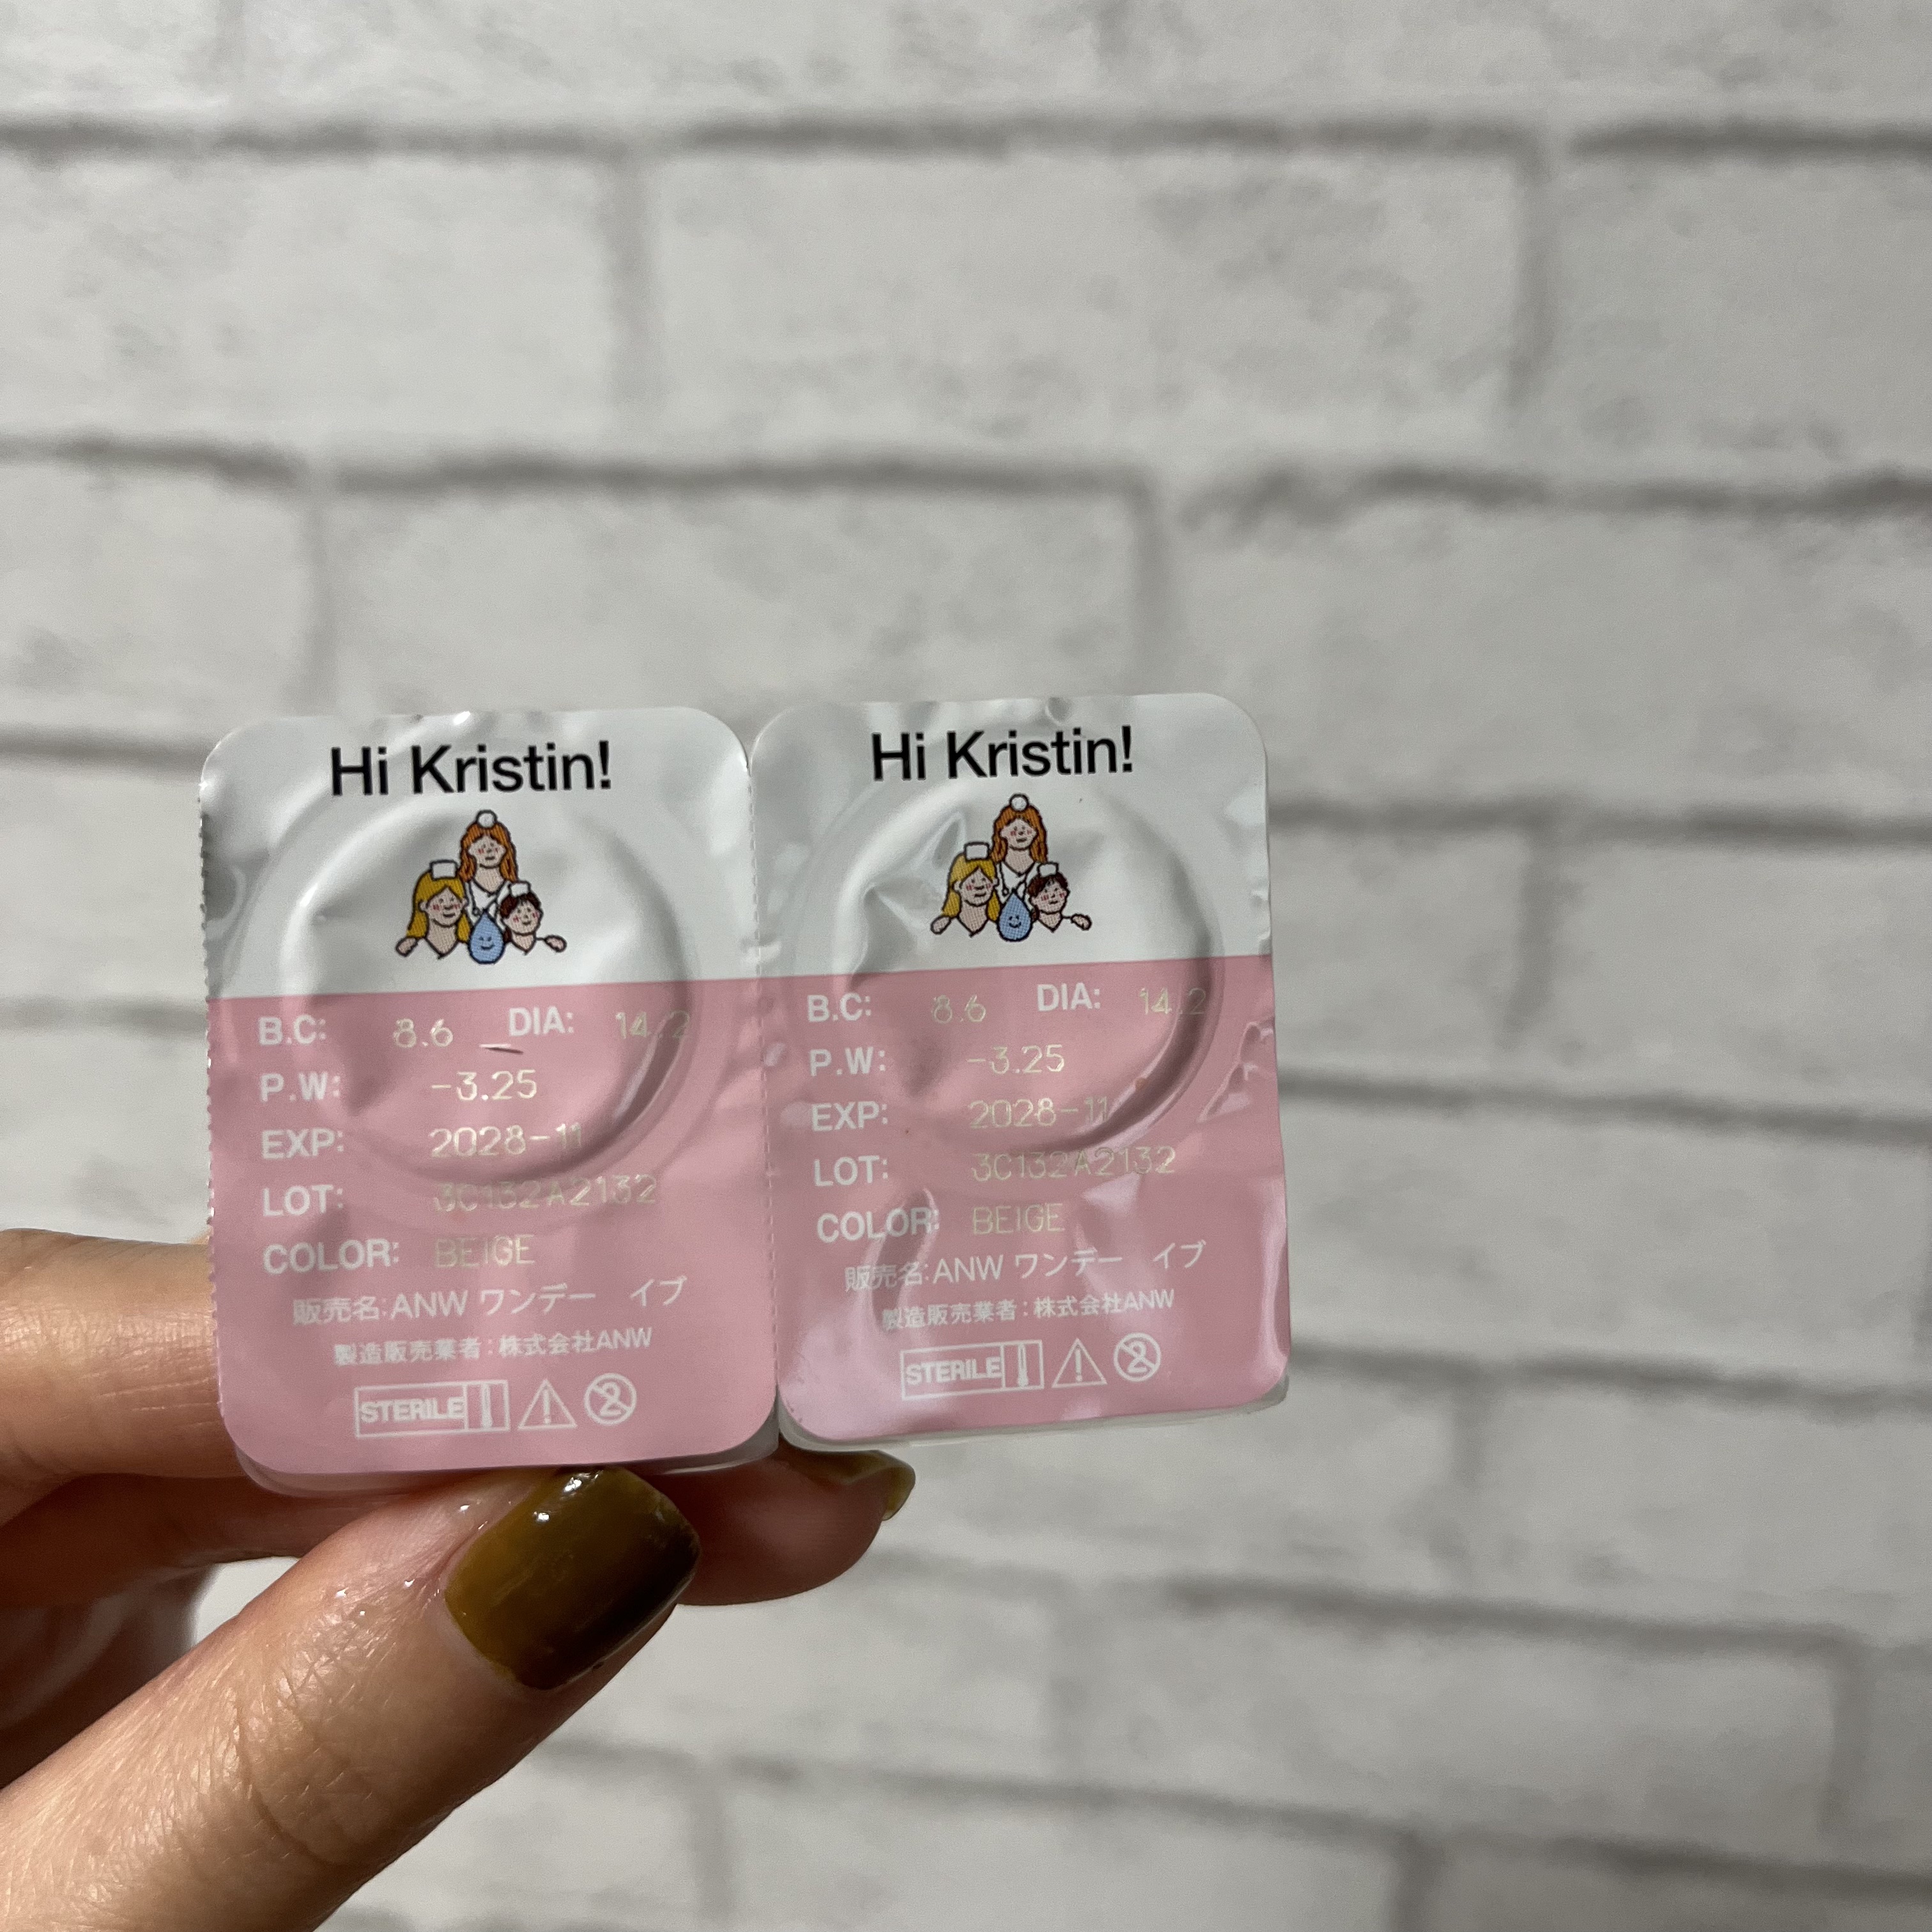 Hi Kristin!
B.C: 8.6 DIA: 14.2
P.W: -3.25
EXP: 2028-11
LOT: 3C132A2132
COLOR: BEIGE
販売名:ANW ワンデー イブ
製造販売業者:株式会社ANW
STERILE
2
Hi Kristin!
B.C: 8.6 DIA: 14.2
P.W: -3.25
EXP: 2028-11
LOT: 3C132A2132
COLOR: BEIGE
販売名:ANW ワンデー イブ
製造販売業者:株式会社ANW
STERILE
2